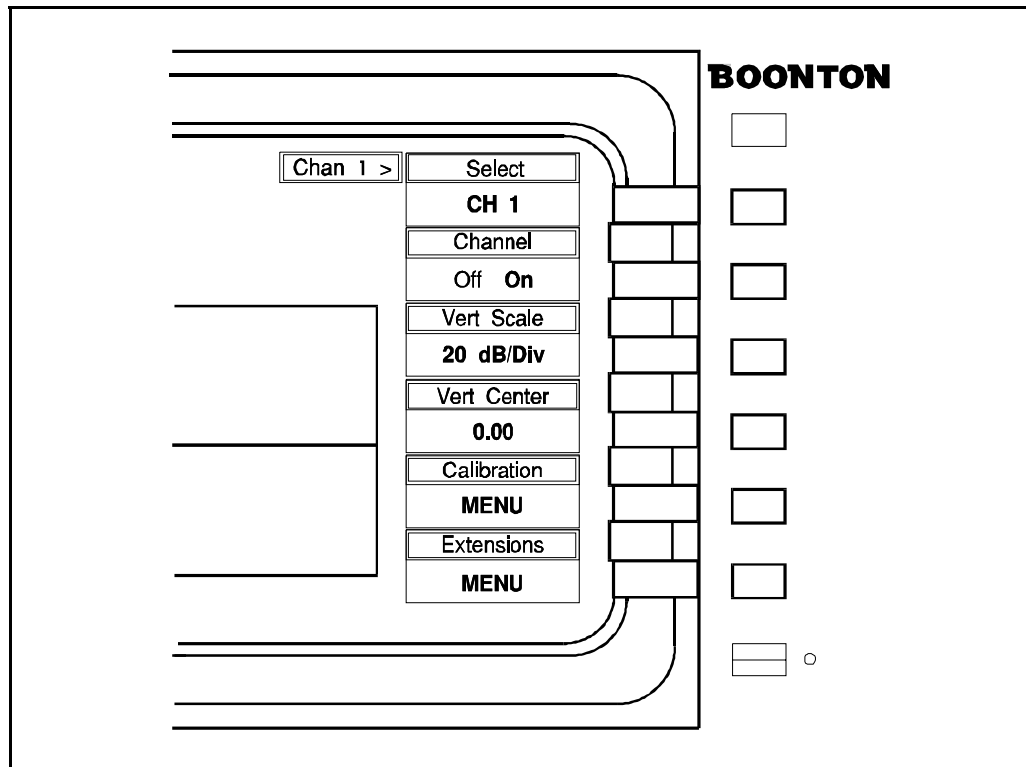 BOONTON
Chan 1 >
Select
CH 1
Channel
Off On
Vert Scale
20 dB/Div
Vert Center
0.00
Calibration
MENU
Extensions
MENU